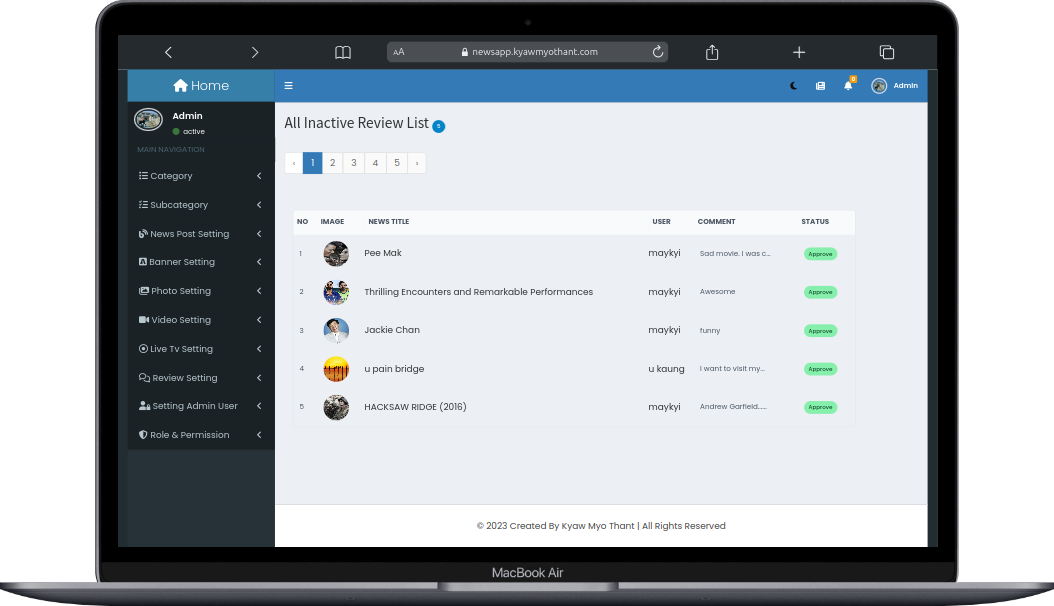 AA newsapp.kyawmyothant.com
Home
Admin
Admin
active
MAIN NAVIGATION
Category
Subcategory
News Post Setting
Banner Setting
Photo Setting
Video Setting
Live Tv Setting
Review Setting
Setting Admin User
Role & Permission
All Inactive Review List 5
‹ 1 2 3 4 5 ›
NO IMAGE NEWS TITLE USER COMMENT STATUS
1 Pee Mak maykyi Sad movie. I was c... Approve
2 Thrilling Encounters and Remarkable Performances maykyi Awesome Approve
3 Jackie Chan maykyi funny Approve
4 u pain bridge u kaung I want to visit my... Approve
5 HACKSAW RIDGE (2016) maykyi Andrew Garfield...... Approve
© 2023 Created By Kyaw Myo Thant | All Rights Reserved
MacBook Air